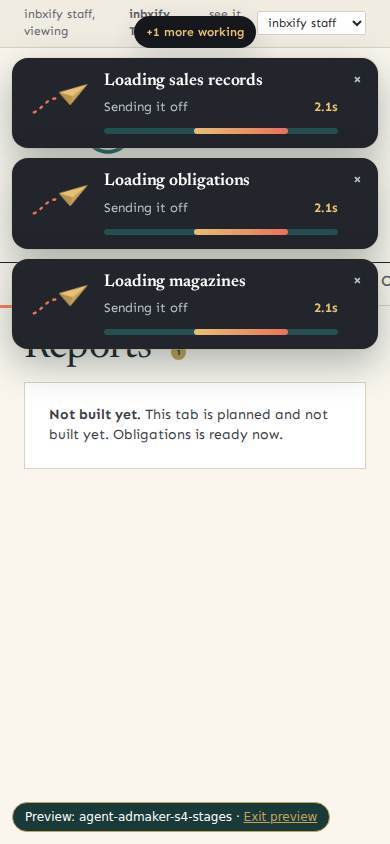 inbxify staff,
viewing
inbxify
see it
inbxify staff
+1 more working
Loading sales records
×
Sending it off
2.1s
Loading obligations
×
Sending it off
2.1s
Loading magazines
×
Sending it off
2.1s
Reports
Not built yet. This tab is planned and not
built yet. Obligations is ready now.
Preview: agent-admaker-s4-stages · Exit preview